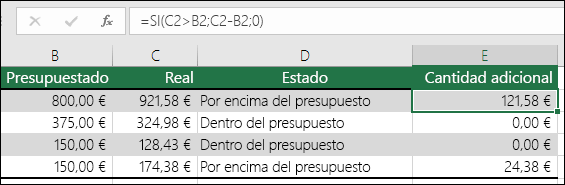 fx =SI(C2>B2;C2-B2;0)
B C D E
Presupuestado Real Estado Cantidad adicional
800,00 € 921,58 € Por encima del presupuesto 121,58 €
375,00 € 324,98 € Dentro del presupuesto 0,00 €
150,00 € 128,43 € Dentro del presupuesto 0,00 €
150,00 € 174,38 € Por encima del presupuesto 24,38 €